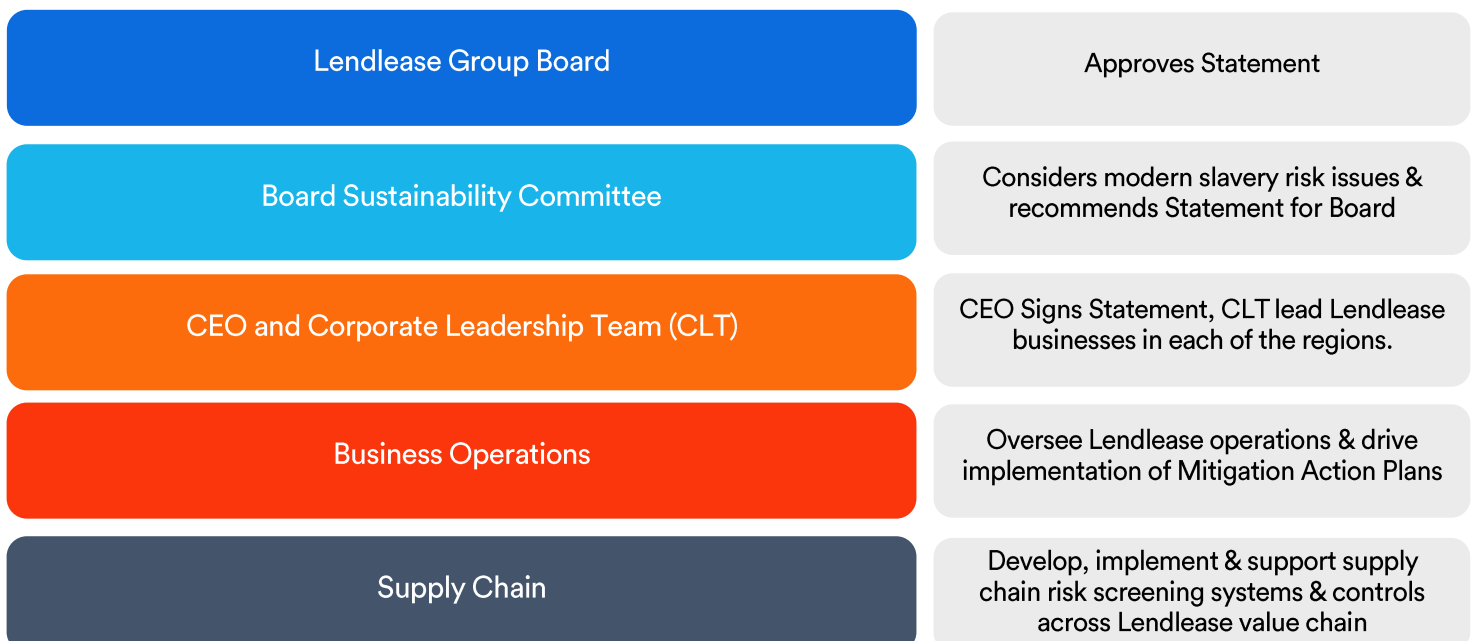 Lendlease Group Board
Approves Statement
Board Sustainability Committee
Considers modern slavery risk issues &
recommends Statement for Board
CEO and Corporate Leadership Team (CLT)
CEO Signs Statement, CLT lead Lendlease
businesses in each of the regions.
Business Operations
Oversee Lendlease operations & drive
implementation of Mitigation Action Plans
Supply Chain
Develop, implement & support supply
chain risk screening systems & controls
across Lendlease value chain